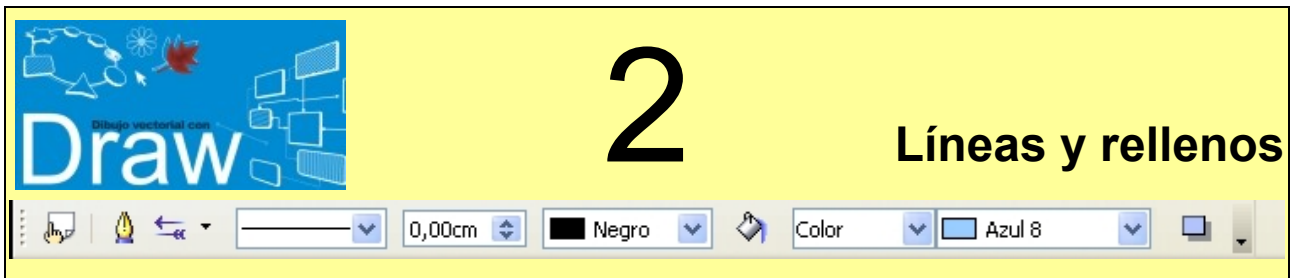 Dibujo vectorial con
Draw
2
Líneas y rellenos
0,00cm
Negro
Color
Azul 8